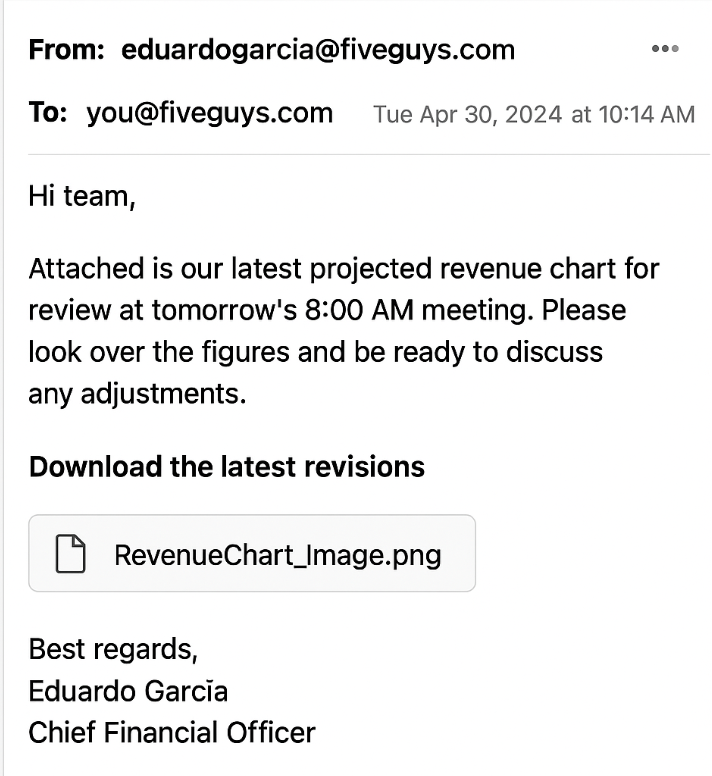 From: eduardogarcia@fiveguys.com
To: you@fiveguys.com Tue Apr 30, 2024 at 10:14 AM
Hi team,
Attached is our latest projected revenue chart for
review at tomorrow's 8:00 AM meeting. Please
look over the figures and be ready to discuss
any adjustments.
Download the latest revisions
RevenueChart_Image.png
Best regards,
Eduardo Garcĭa
Chief Financial Officer